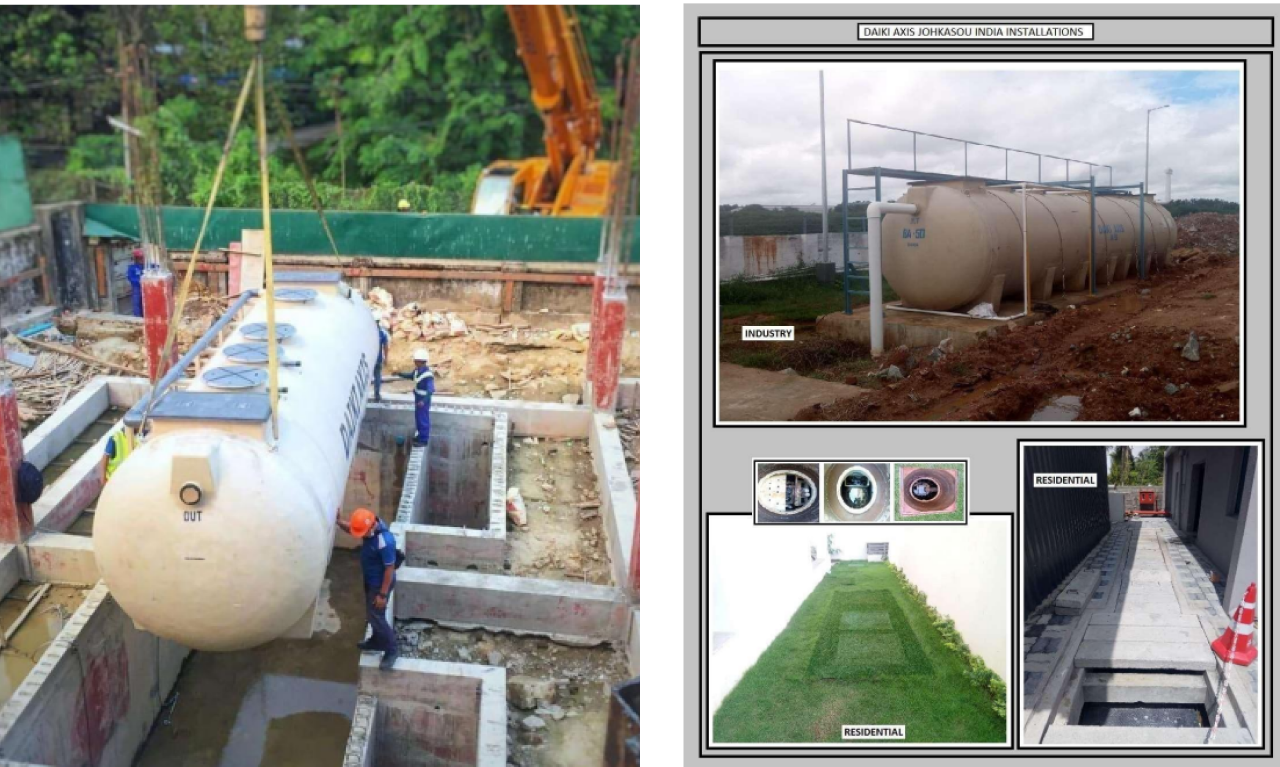 OUT
DAIKI AXIS
DAIKI AXIS JOHKASOU INDIA INSTALLATIONS
INDUSTRY
RESIDENTIAL
RESIDENTIAL